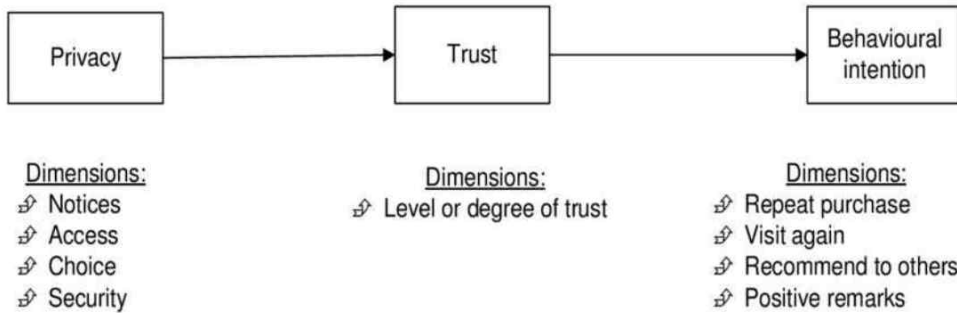 Privacy
Trust
Behavioural
intention
Dimensions:
Notices
Access
Choice
Security
Dimensions:
Level or degree of trust
Dimensions:
Repeat purchase
Visit again
Recommend to others
Positive remarks